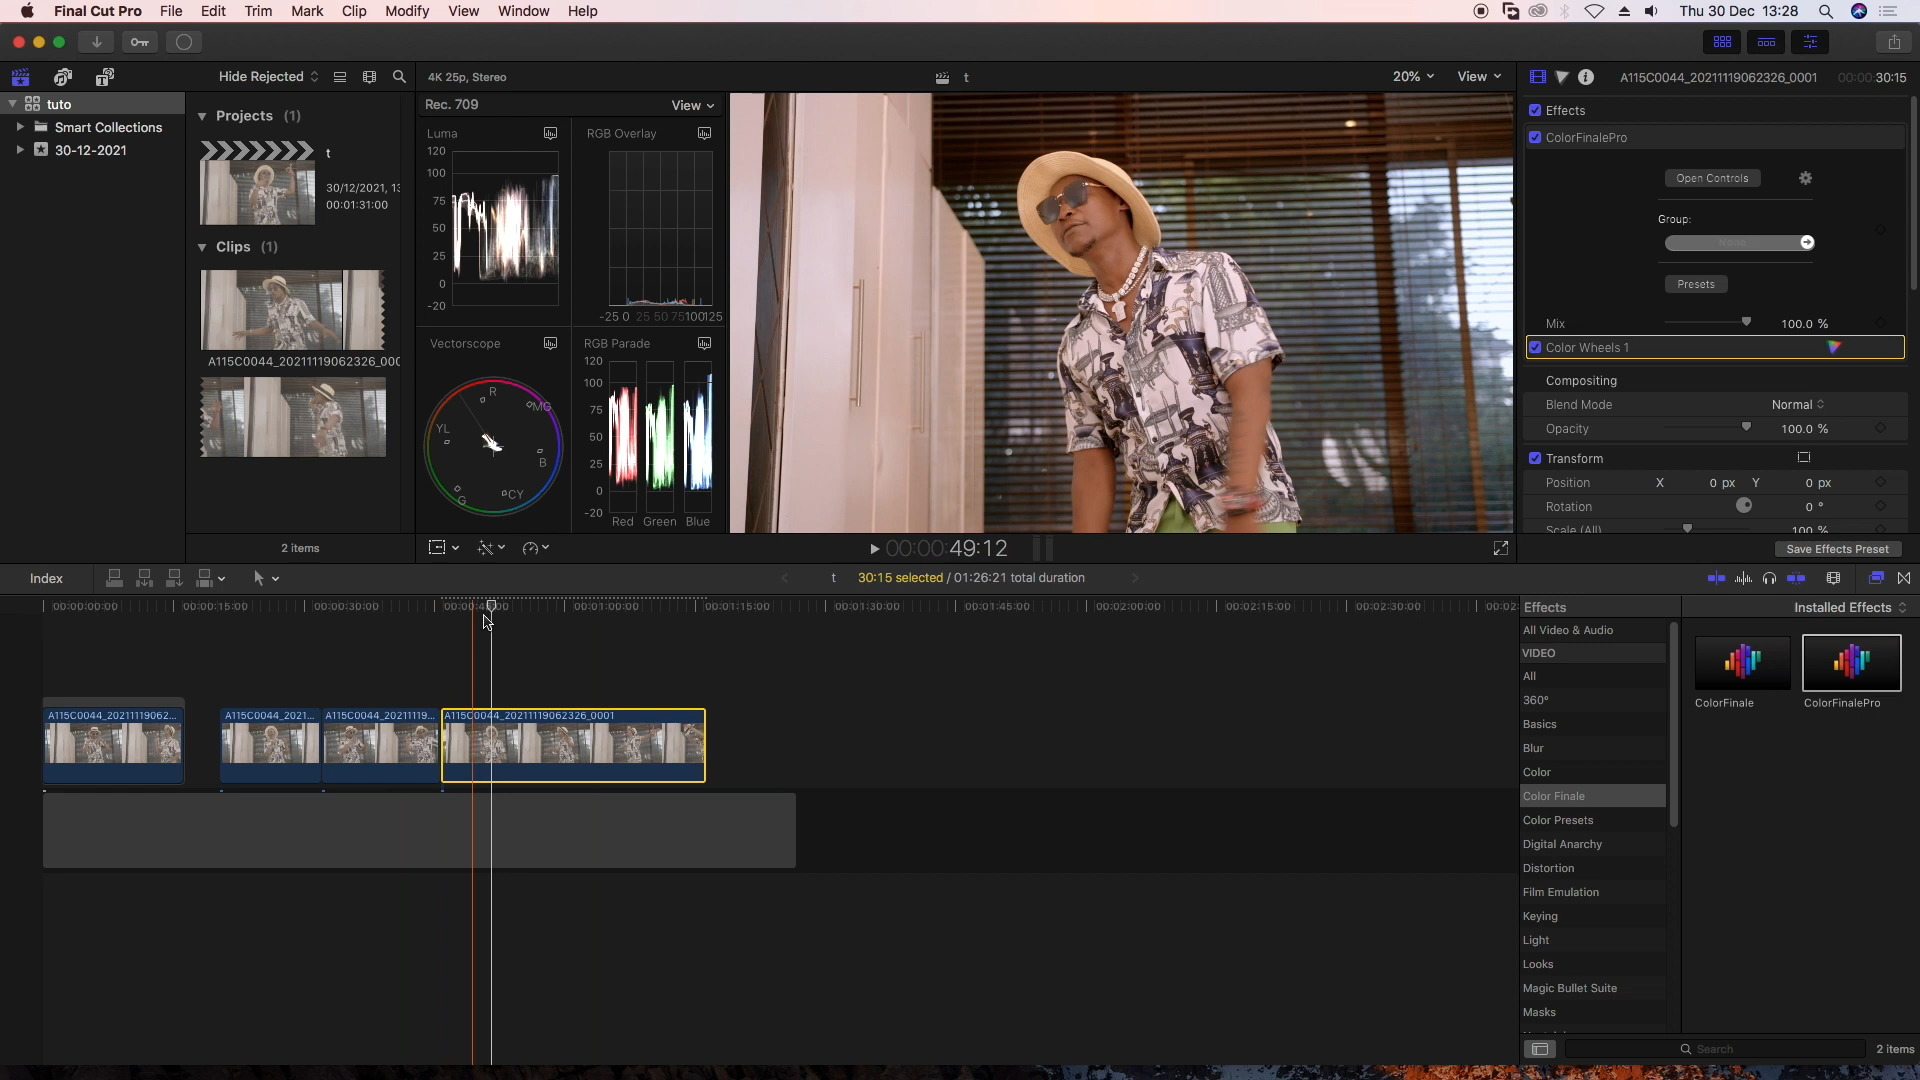 Final Cut Pro File Edit Trim Mark Clip Modify View Window Help Thu 30 Dec 13:28
Hide Rejected 4K 25p, Stereo t 20% View A115C0044_20211119062326_0001 00:00:30:15
tuto
Smart Collections
30-12-2021
Projects (1)
t
30/12/2021, 13
00:01:31:00
Clips (1)
A115C0044_20211119062326_000
2 items
Rec. 709 View
Luma
120
100
75
50
25
0
-20
RGB Overlay
-25 0 25 50 75 100 125
Vectorscope
R
MG
YL
B
G
CY
RGB Parade
120
100
75
50
25
0
-20
Red Green Blue
00:00:49:12
Effects
ColorFinalePro
Open Controls
Group:
None
Presets
Mix 100.0 %
Color Wheels 1
Compositing
Blend Mode Normal
Opacity 100.0 %
Transform
Position X 0 px Y 0 px
Rotation 0 °
Scale (All) 100 %
Save Effects Preset
Index t 30:15 selected / 01:26:21 total duration
00:00:00:00 00:00:15:00 00:00:30:00 00:01:00:00 00:01:15:00 00:01:30:00 00:01:45:00 00:02:00:00 00:02:15:00 00:02:30:00 00:02:
A115C0044_20211119062... A115C0044_2021... A115C0044_20211119... A115C0044_20211119062326_0001
Effects Installed Effects
All Video & Audio
VIDEO
All
360°
Basics
Blur
Color
Color Finale
Color Presets
Digital Anarchy
Distortion
Film Emulation
Keying
Light
Looks
Magic Bullet Suite
Masks
ColorFinale ColorFinalePro
Search 2 items